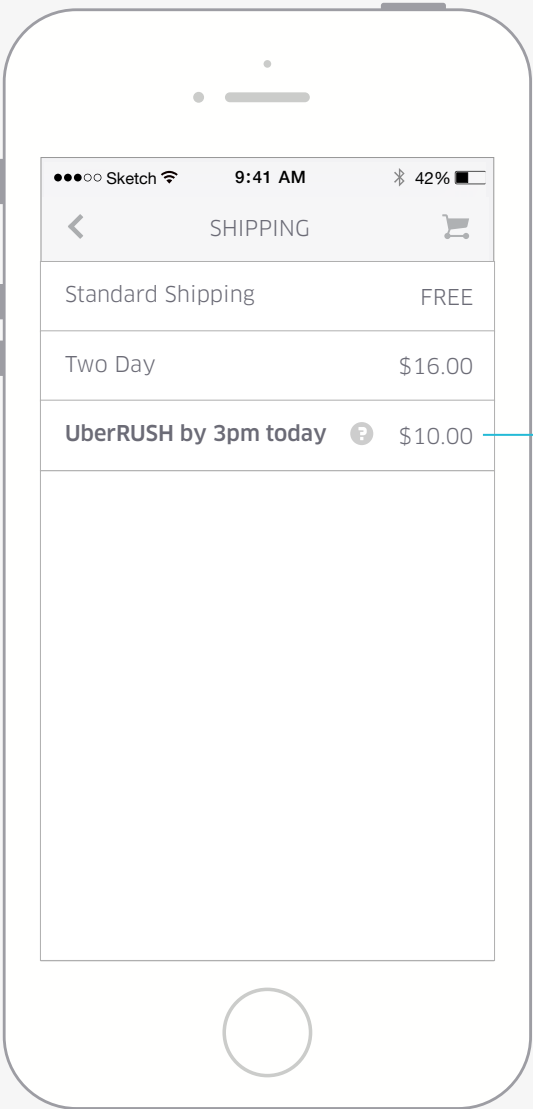 Sketch 9:41 AM 42%
SHIPPING
Standard Shipping FREE
Two Day $16.00
UberRUSH by 3pm today ? $10.00